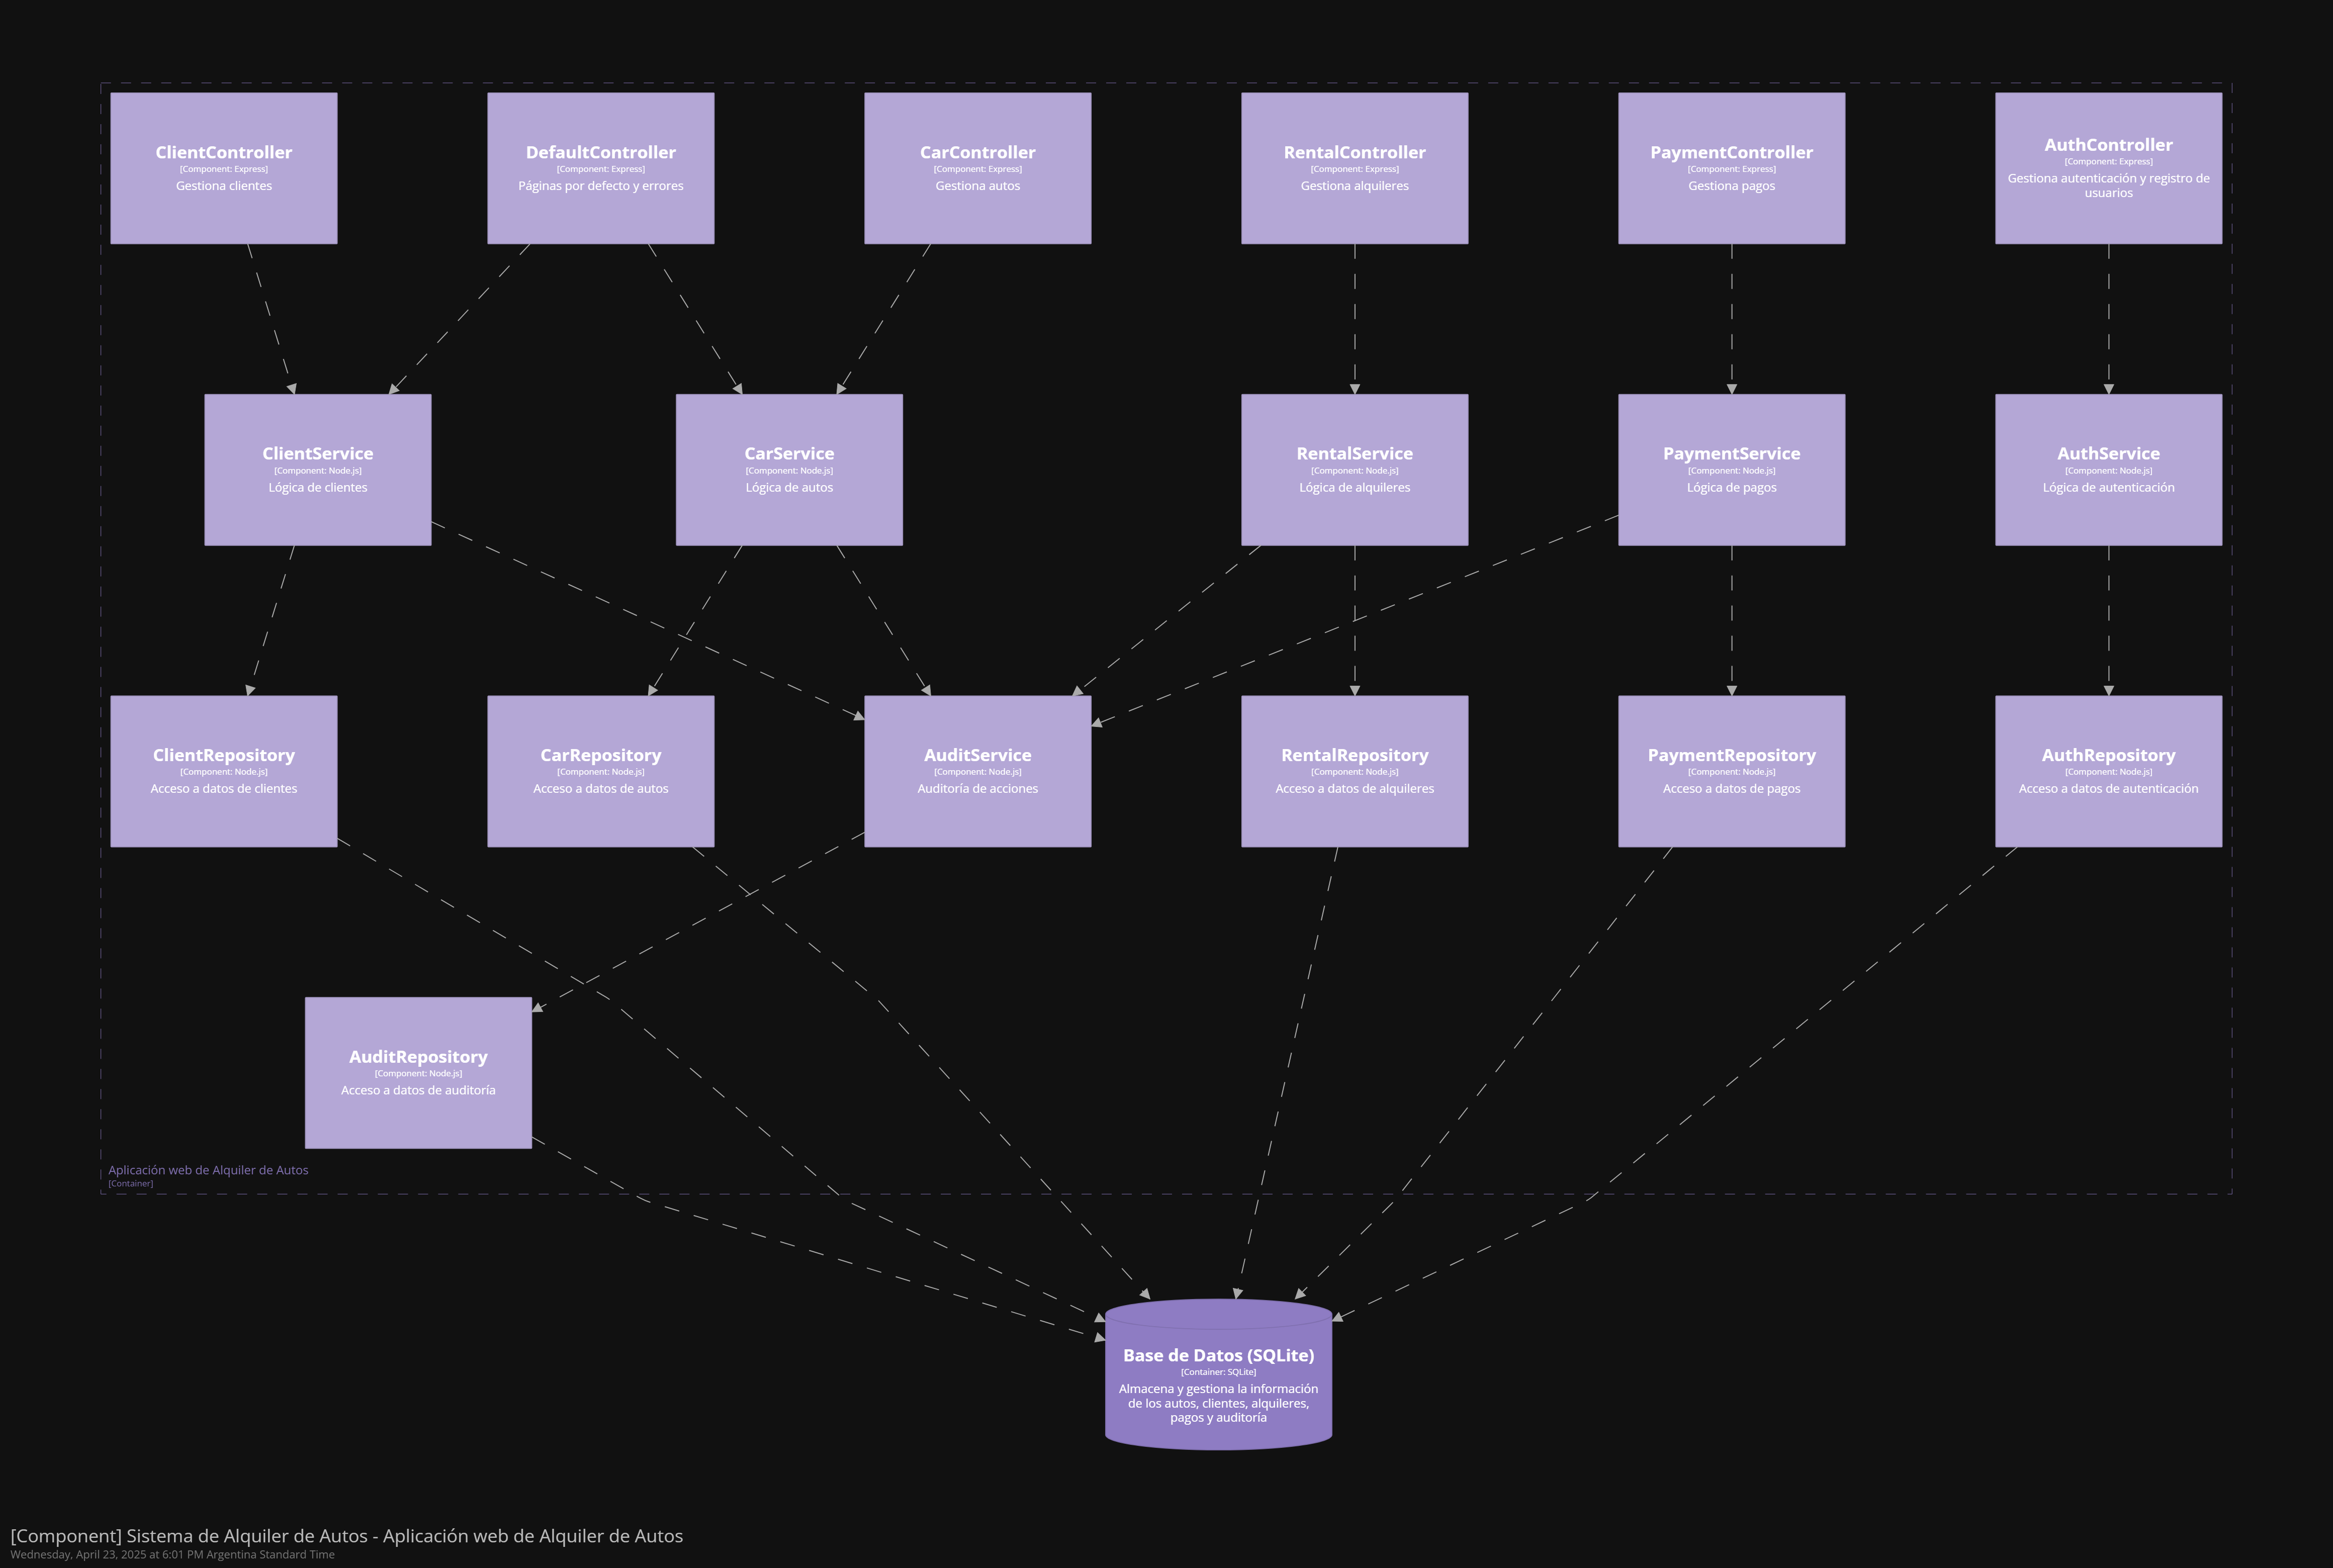 ClientController
[Component: Express]
Gestiona clientes
DefaultController
[Component: Express]
Páginas por defecto y errores
CarController
[Component: Express]
Gestiona autos
RentalController
[Component: Express]
Gestiona alquileres
PaymentController
[Component: Express]
Gestiona pagos
AuthController
[Component: Express]
Gestiona autenticación y registro de
usuarios
ClientService
[Component: Node.js]
Lógica de clientes
CarService
[Component: Node.js]
Lógica de autos
RentalService
[Component: Node.js]
Lógica de alquileres
PaymentService
[Component: Node.js]
Lógica de pagos
AuthService
[Component: Node.js]
Lógica de autenticación
ClientRepository
[Component: Node.js]
Acceso a datos de clientes
CarRepository
[Component: Node.js]
Acceso a datos de autos
AuditService
[Component: Node.js]
Auditoría de acciones
RentalRepository
[Component: Node.js]
Acceso a datos de alquileres
PaymentRepository
[Component: Node.js]
Acceso a datos de pagos
AuthRepository
[Component: Node.js]
Acceso a datos de autenticación
AuditRepository
[Component: Node.js]
Acceso a datos de auditoría
Aplicación web de Alquiler de Autos
[Container]
Base de Datos (SQLite)
[Container: SQLite]
Almacena y gestiona la información
de los autos, clientes, alquileres,
pagos y auditoría
[Component] Sistema de Alquiler de Autos - Aplicación web de Alquiler de Autos
Wednesday, April 23, 2025 at 6:01 PM Argentina Standard Time